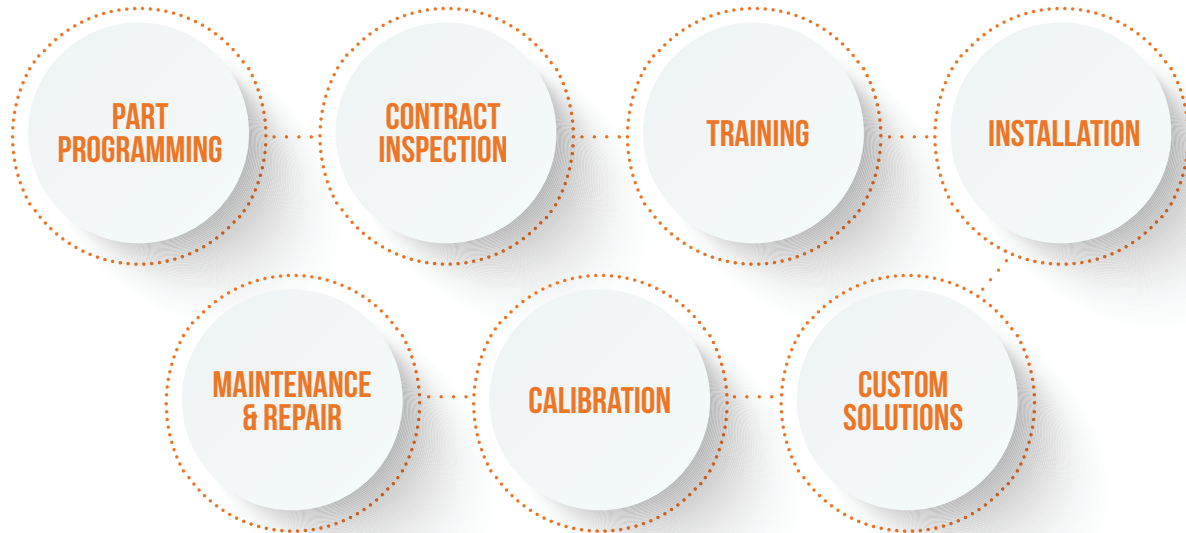 PART
PROGRAMMING
CONTRACT
INSPECTION
TRAINING
INSTALLATION
MAINTENANCE
& REPAIR
CALIBRATION
CUSTOM
SOLUTIONS